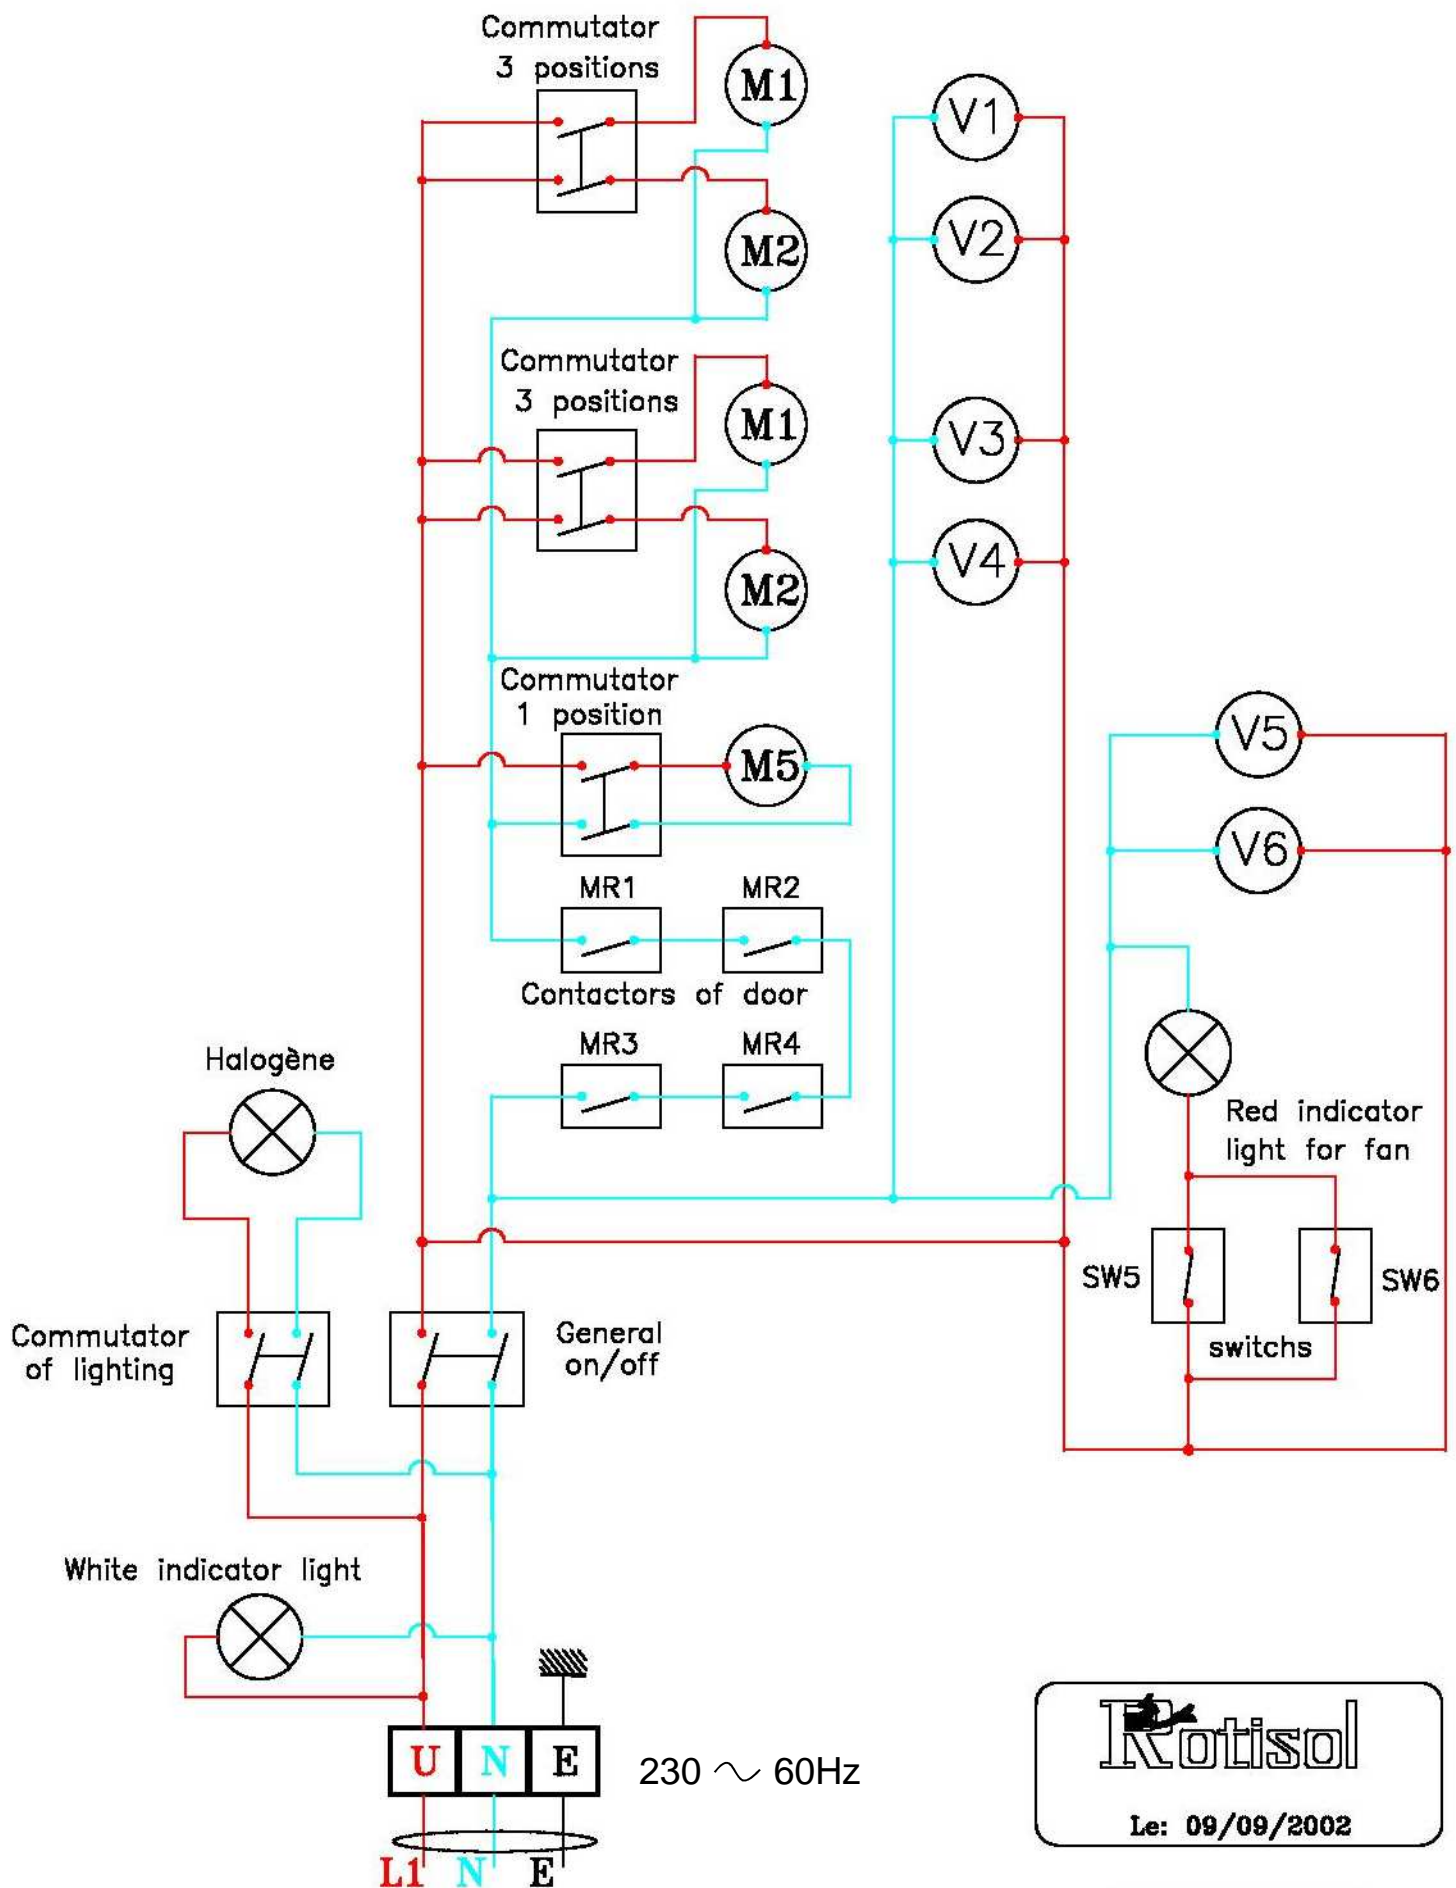 Commutator
3 positions
M1
M2
V1
V2
Commutator
3 positions
M1
M2
V3
V4
Commutator
1 position
M5
V5
V6
MR1
MR2
Contactors of door
MR3
MR4
Halogène
Red indicator
light for fan
SW5
SW6
switchs
Commutator
of lighting
General
on/off
White indicator light
U
N
E
230 ~ 60Hz
L1
N
E
Rotisol
Le: 09/09/2002